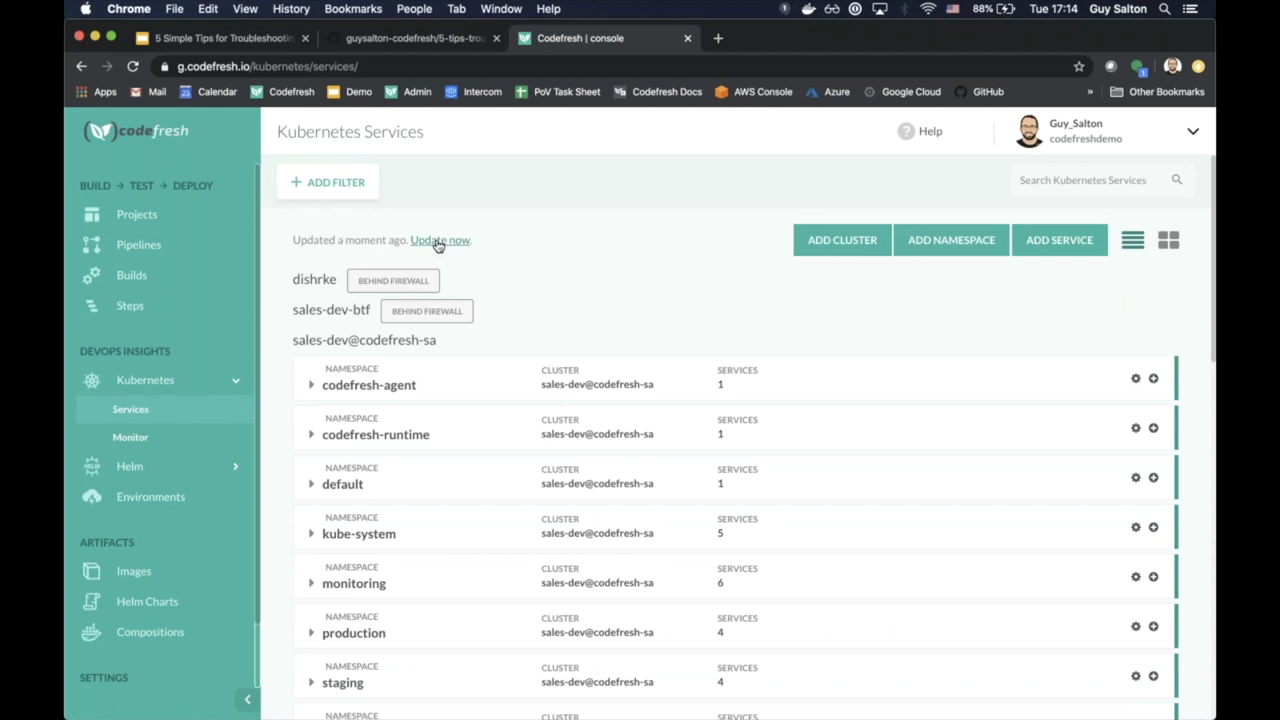 Chrome File Edit View History Bookmarks People Tab Window Help 88% Tue 17:14 Guy Salton
5 Simple Tips for Troubleshootin
guysalton-codefresh/5-tips-trou
Codefresh | console
g.codefresh.io/kubernetes/services/
Apps Mail Calendar Codefresh Demo Admin Intercom PoV Task Sheet Codefresh Docs AWS Console Azure Google Cloud GitHub » Other Bookmarks
codefresh
Kubernetes Services
? Help
Guy_Salton
codefreshdemo
BUILD → TEST → DEPLOY
Projects
Pipelines
Builds
Steps
DEVOPS INSIGHTS
Kubernetes
Services
Monitor
HELM Helm
Environments
ARTIFACTS
Images
Helm Charts
Compositions
SETTINGS
+ ADD FILTER
Search Kubernetes Services
Updated a moment ago. Update now.
ADD CLUSTER ADD NAMESPACE ADD SERVICE
dishrke BEHIND FIREWALL
sales-dev-btf BEHIND FIREWALL
sales-dev@codefresh-sa
NAMESPACE CLUSTER SERVICES
codefresh-agent sales-dev@codefresh-sa 1
NAMESPACE CLUSTER SERVICES
codefresh-runtime sales-dev@codefresh-sa 1
NAMESPACE CLUSTER SERVICES
default sales-dev@codefresh-sa 1
NAMESPACE CLUSTER SERVICES
kube-system sales-dev@codefresh-sa 5
NAMESPACE CLUSTER SERVICES
monitoring sales-dev@codefresh-sa 6
NAMESPACE CLUSTER SERVICES
production sales-dev@codefresh-sa 4
NAMESPACE CLUSTER SERVICES
staging sales-dev@codefresh-sa 4
NAMESPACE CLUSTER SERVICES